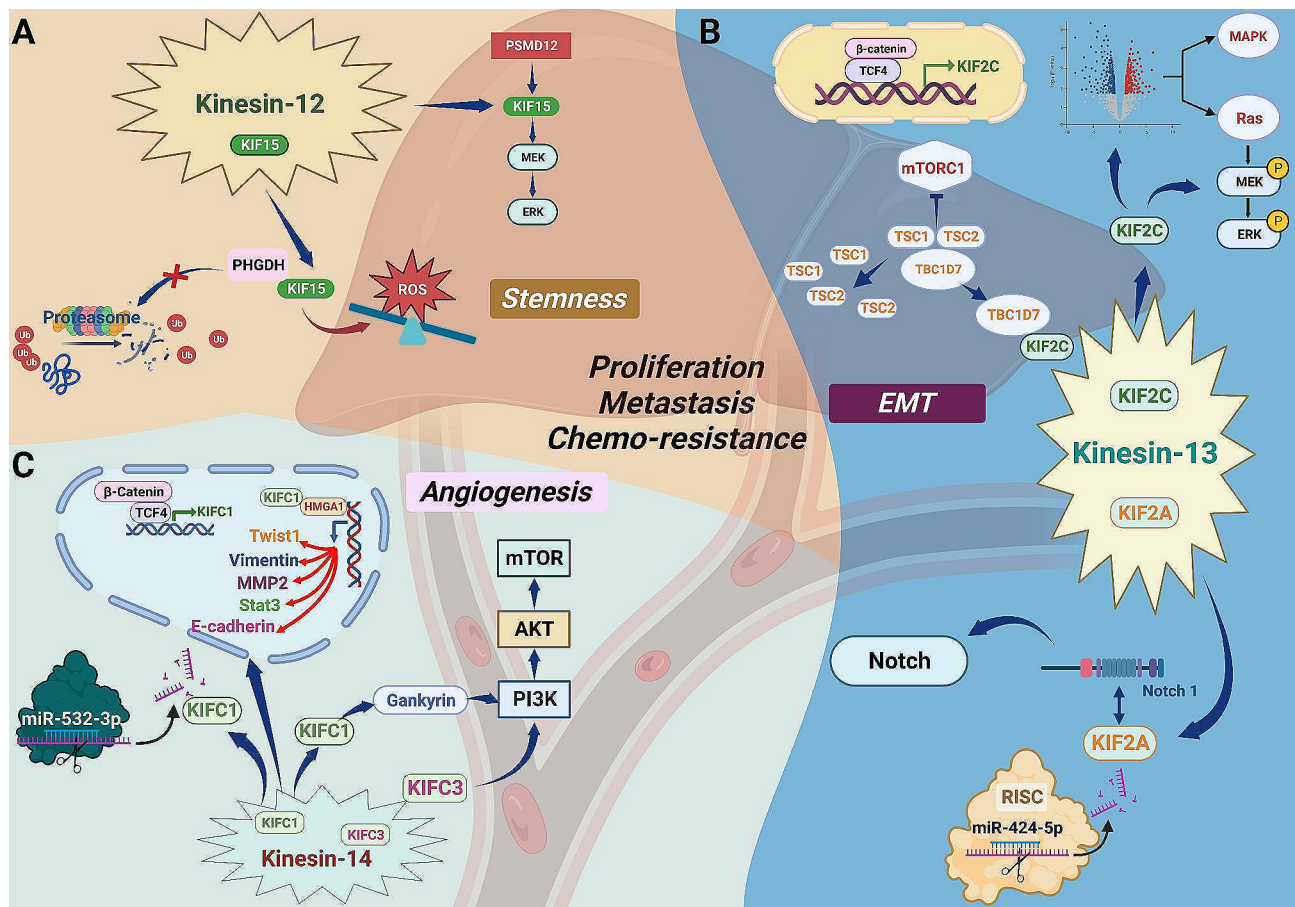 A
Kinesin-12
KIF15
PSMD12
KIF15
MEK
ERK
PHGDH
KIF15
ROS
Proteasome
Ub
Ub
Ub
Ub
Ub
Ub
Stemness
Proliferation
Metastasis
Chemo-resistance
B
β-catenin
TCF4
KIF2C
MAPK
Ras
MEK
P
ERK
P
KIF2C
mTORC1
TSC1
TSC2
TBC1D7
TSC1
TSC1
TSC2
TSC2
TBC1D7
KIF2C
EMT
KIF2C
Kinesin-13
KIF2A
Notch
Notch 1
KIF2A
RISC
miR-424-5p
C
β-Catenin
TCF4
KIFC1
KIFC1
HMGA1
Twist1
Vimentin
MMP2
Stat3
E-cadherin
Angiogenesis
mTOR
AKT
PI3K
Gankyrin
KIFC1
KIFC1
miR-532-3p
KIFC3
KIFC1
KIFC3
Kinesin-14